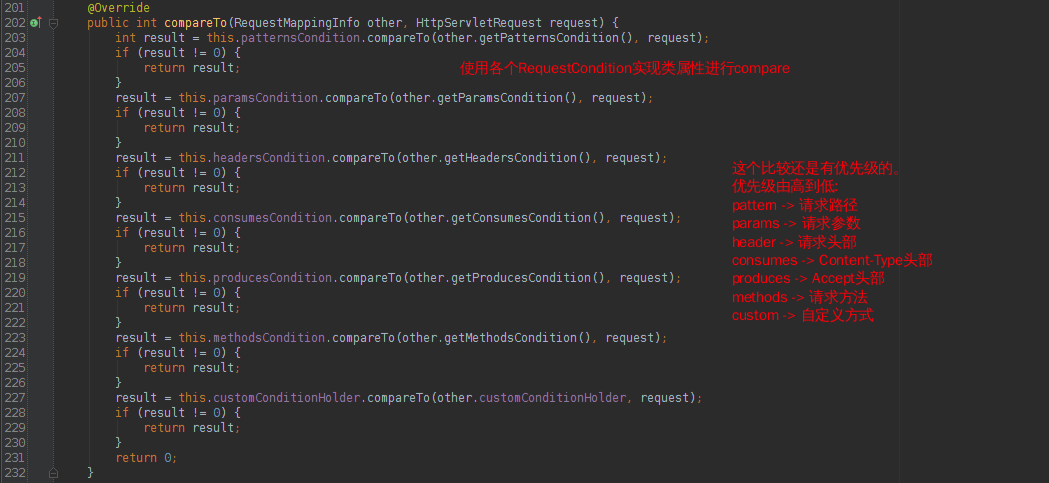 201 @Override
202 public int compareTo(RequestMappingInfo other, HttpServletRequest request) {
203 int result = this.patternsCondition.compareTo(other.getPatternsCondition(), request);
204 if (result != 0) {
205 return result; 使用各个RequestCondition实现类属性进行compare
206 }
207 result = this.paramsCondition.compareTo(other.getParamsCondition(), request);
208 if (result != 0) {
209 return result;
210 }
211 result = this.headersCondition.compareTo(other.getHeadersCondition(), request);
212 if (result != 0) {
213 return result;
214 }
215 result = this.consumesCondition.compareTo(other.getConsumesCondition(), request);
216 if (result != 0) {
217 return result;
218 }
219 result = this.producesCondition.compareTo(other.getProducesCondition(), request);
220 if (result != 0) {
221 return result;
222 }
223 result = this.methodsCondition.compareTo(other.getMethodsCondition(), request);
224 if (result != 0) {
225 return result;
226 }
227 result = this.customConditionHolder.compareTo(other.customConditionHolder, request);
228 if (result != 0) {
229 return result;
230 }
231 return 0;
232 }
这个比较还是有优先级的。
优先级由高到低:
pattern -> 请求路径
params -> 请求参数
header -> 请求头部
consumes -> Content-Type头部
produces -> Accept头部
methods -> 请求方法
custom -> 自定义方式